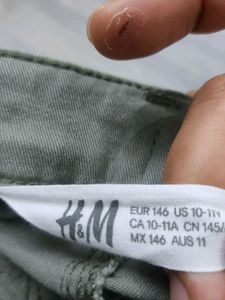 H&M
EUR 146 US 10-11Y
CA 10-11A CN 145/
MX 146 AUS 11